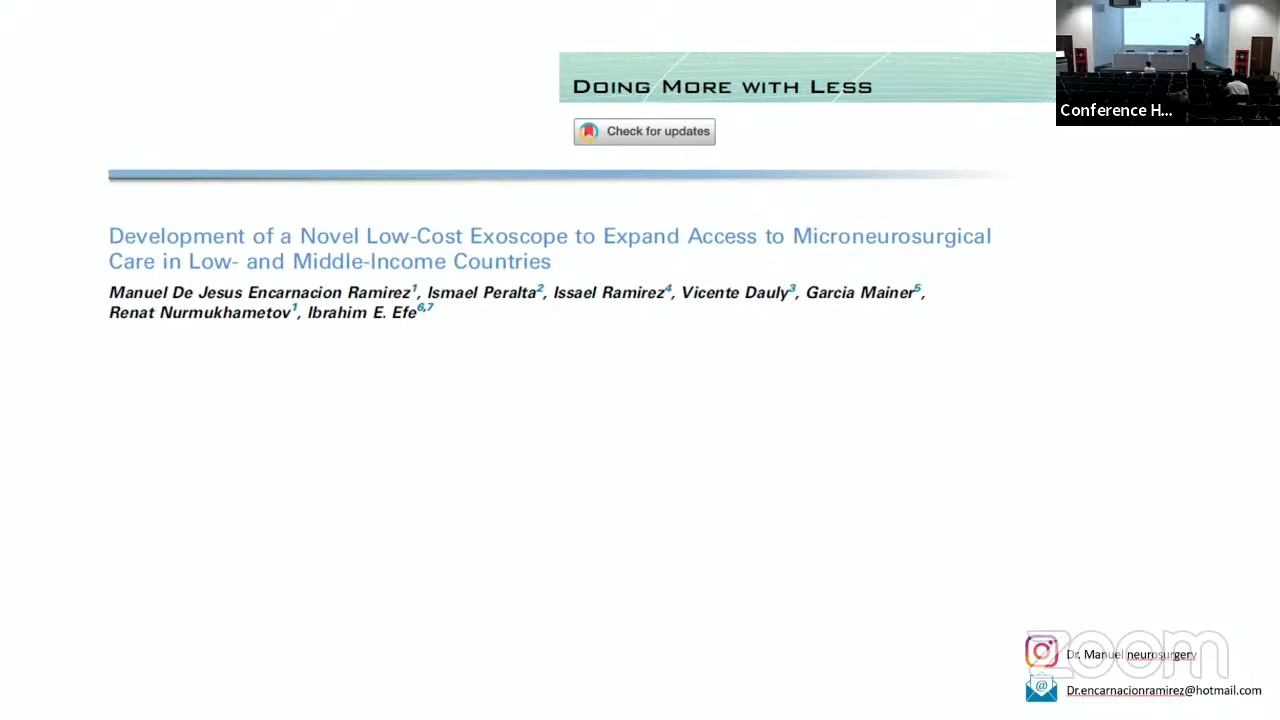 DOING MORE WITH LESS
Check for updates
Conference H...
Development of a Novel Low-Cost Exoscope to Expand Access to Microneurosurgical
Care in Low- and Middle-Income Countries
Manuel De Jesus Encarnacion Ramirez1, Ismael Peralta2, Issael Ramirez4, Vicente Dauly3, Garcia Mainer5,
Renat Nurmukhametov1, Ibrahim E. Efe6,7
zoom
Dr. Manuel neurosurgery
Dr.encarnacionramirez@hotmail.com